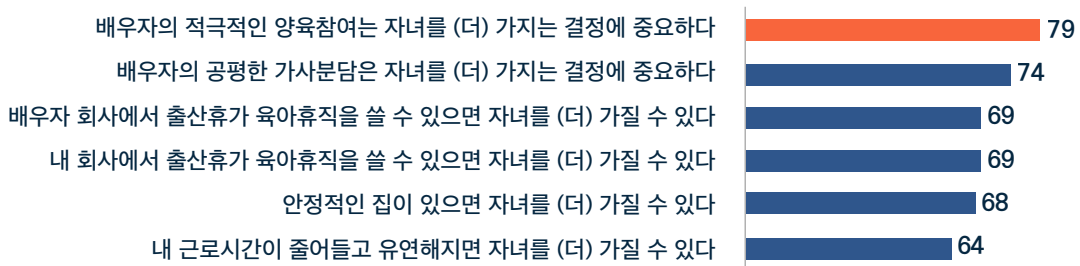 배우자의 적극적인 양육참여는 자녀를 (더) 가지는 결정에 중요하다 79
배우자의 공평한 가사분담은 자녀를 (더) 가지는 결정에 중요하다 74
배우자 회사에서 출산휴가 육아휴직을 쓸 수 있으면 자녀를 (더) 가질 수 있다 69
내 회사에서 출산휴가 육아휴직을 쓸 수 있으면 자녀를 (더) 가질 수 있다 69
안정적인 집이 있으면 자녀를 (더) 가질 수 있다 68
내 근로시간이 줄어들고 유연해지면 자녀를 (더) 가질 수 있다 64